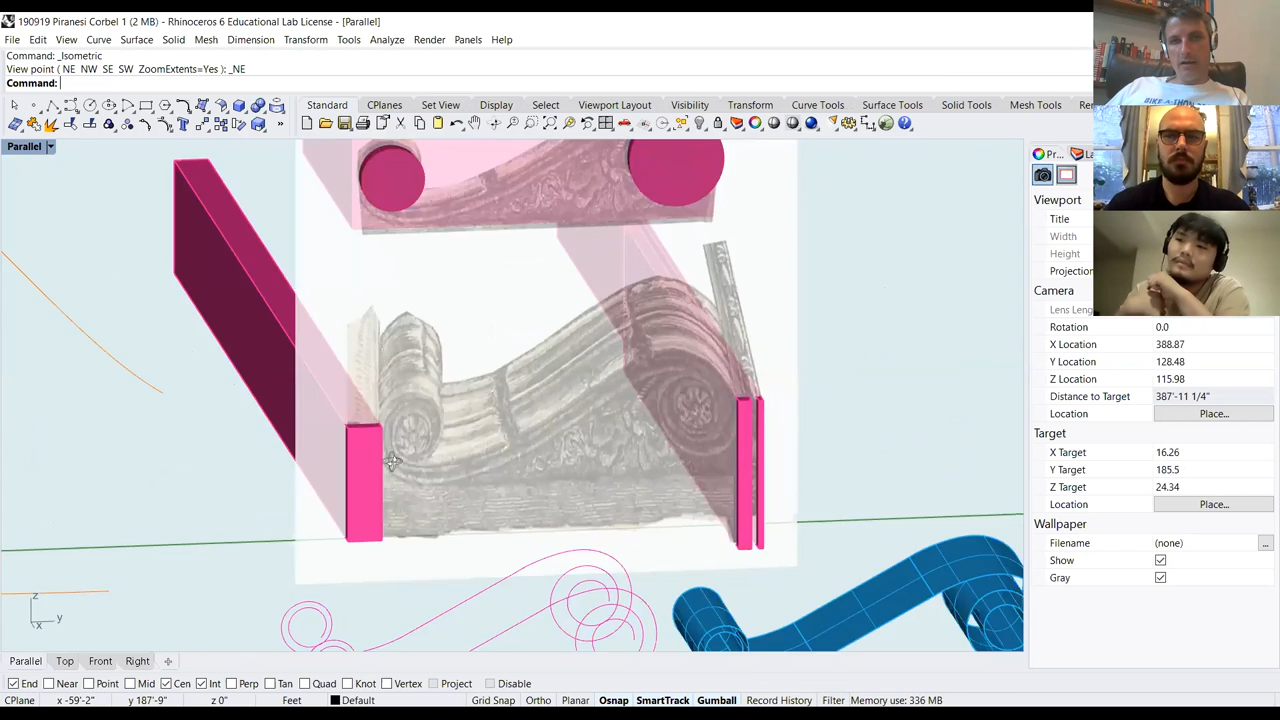 190919 Piranesi Corbel 1 (2 MB) - Rhinoceros 6 Educational Lab License - [Parallel]
File Edit View Curve Surface Solid Mesh Dimension Transform Tools Analyze Render Panels Help
Command: _Isometric
View point ( NE NW SE SW ZoomExtents=Yes ): _NE
Command:
Standard CPlanes Set View Display Select Viewport Layout Visibility Transform Curve Tools Surface Tools Solid Tools Mesh Tools
Parallel
Viewport
Title
Width
Height
Camera
Rotation 0.0
X Location 388.87
Y Location 128.48
Z Location 115.98
Distance to Target 387'-11 1/4"
Location Place...
Target
X Target 16.26
Y Target 185.5
Z Target 24.34
Location Place...
Wallpaper
Filename (none) ...
Show
Gray
z
y
x
Parallel Top Front Right
End Near Point Mid Cen Int Perp Tan Quad Knot Vertex Project Disable
CPlane x -59'-2" y 187'-9" z 0" Feet Default Grid Snap Ortho Planar Osnap SmartTrack Gumball Record History Filter Memory use: 336 MB